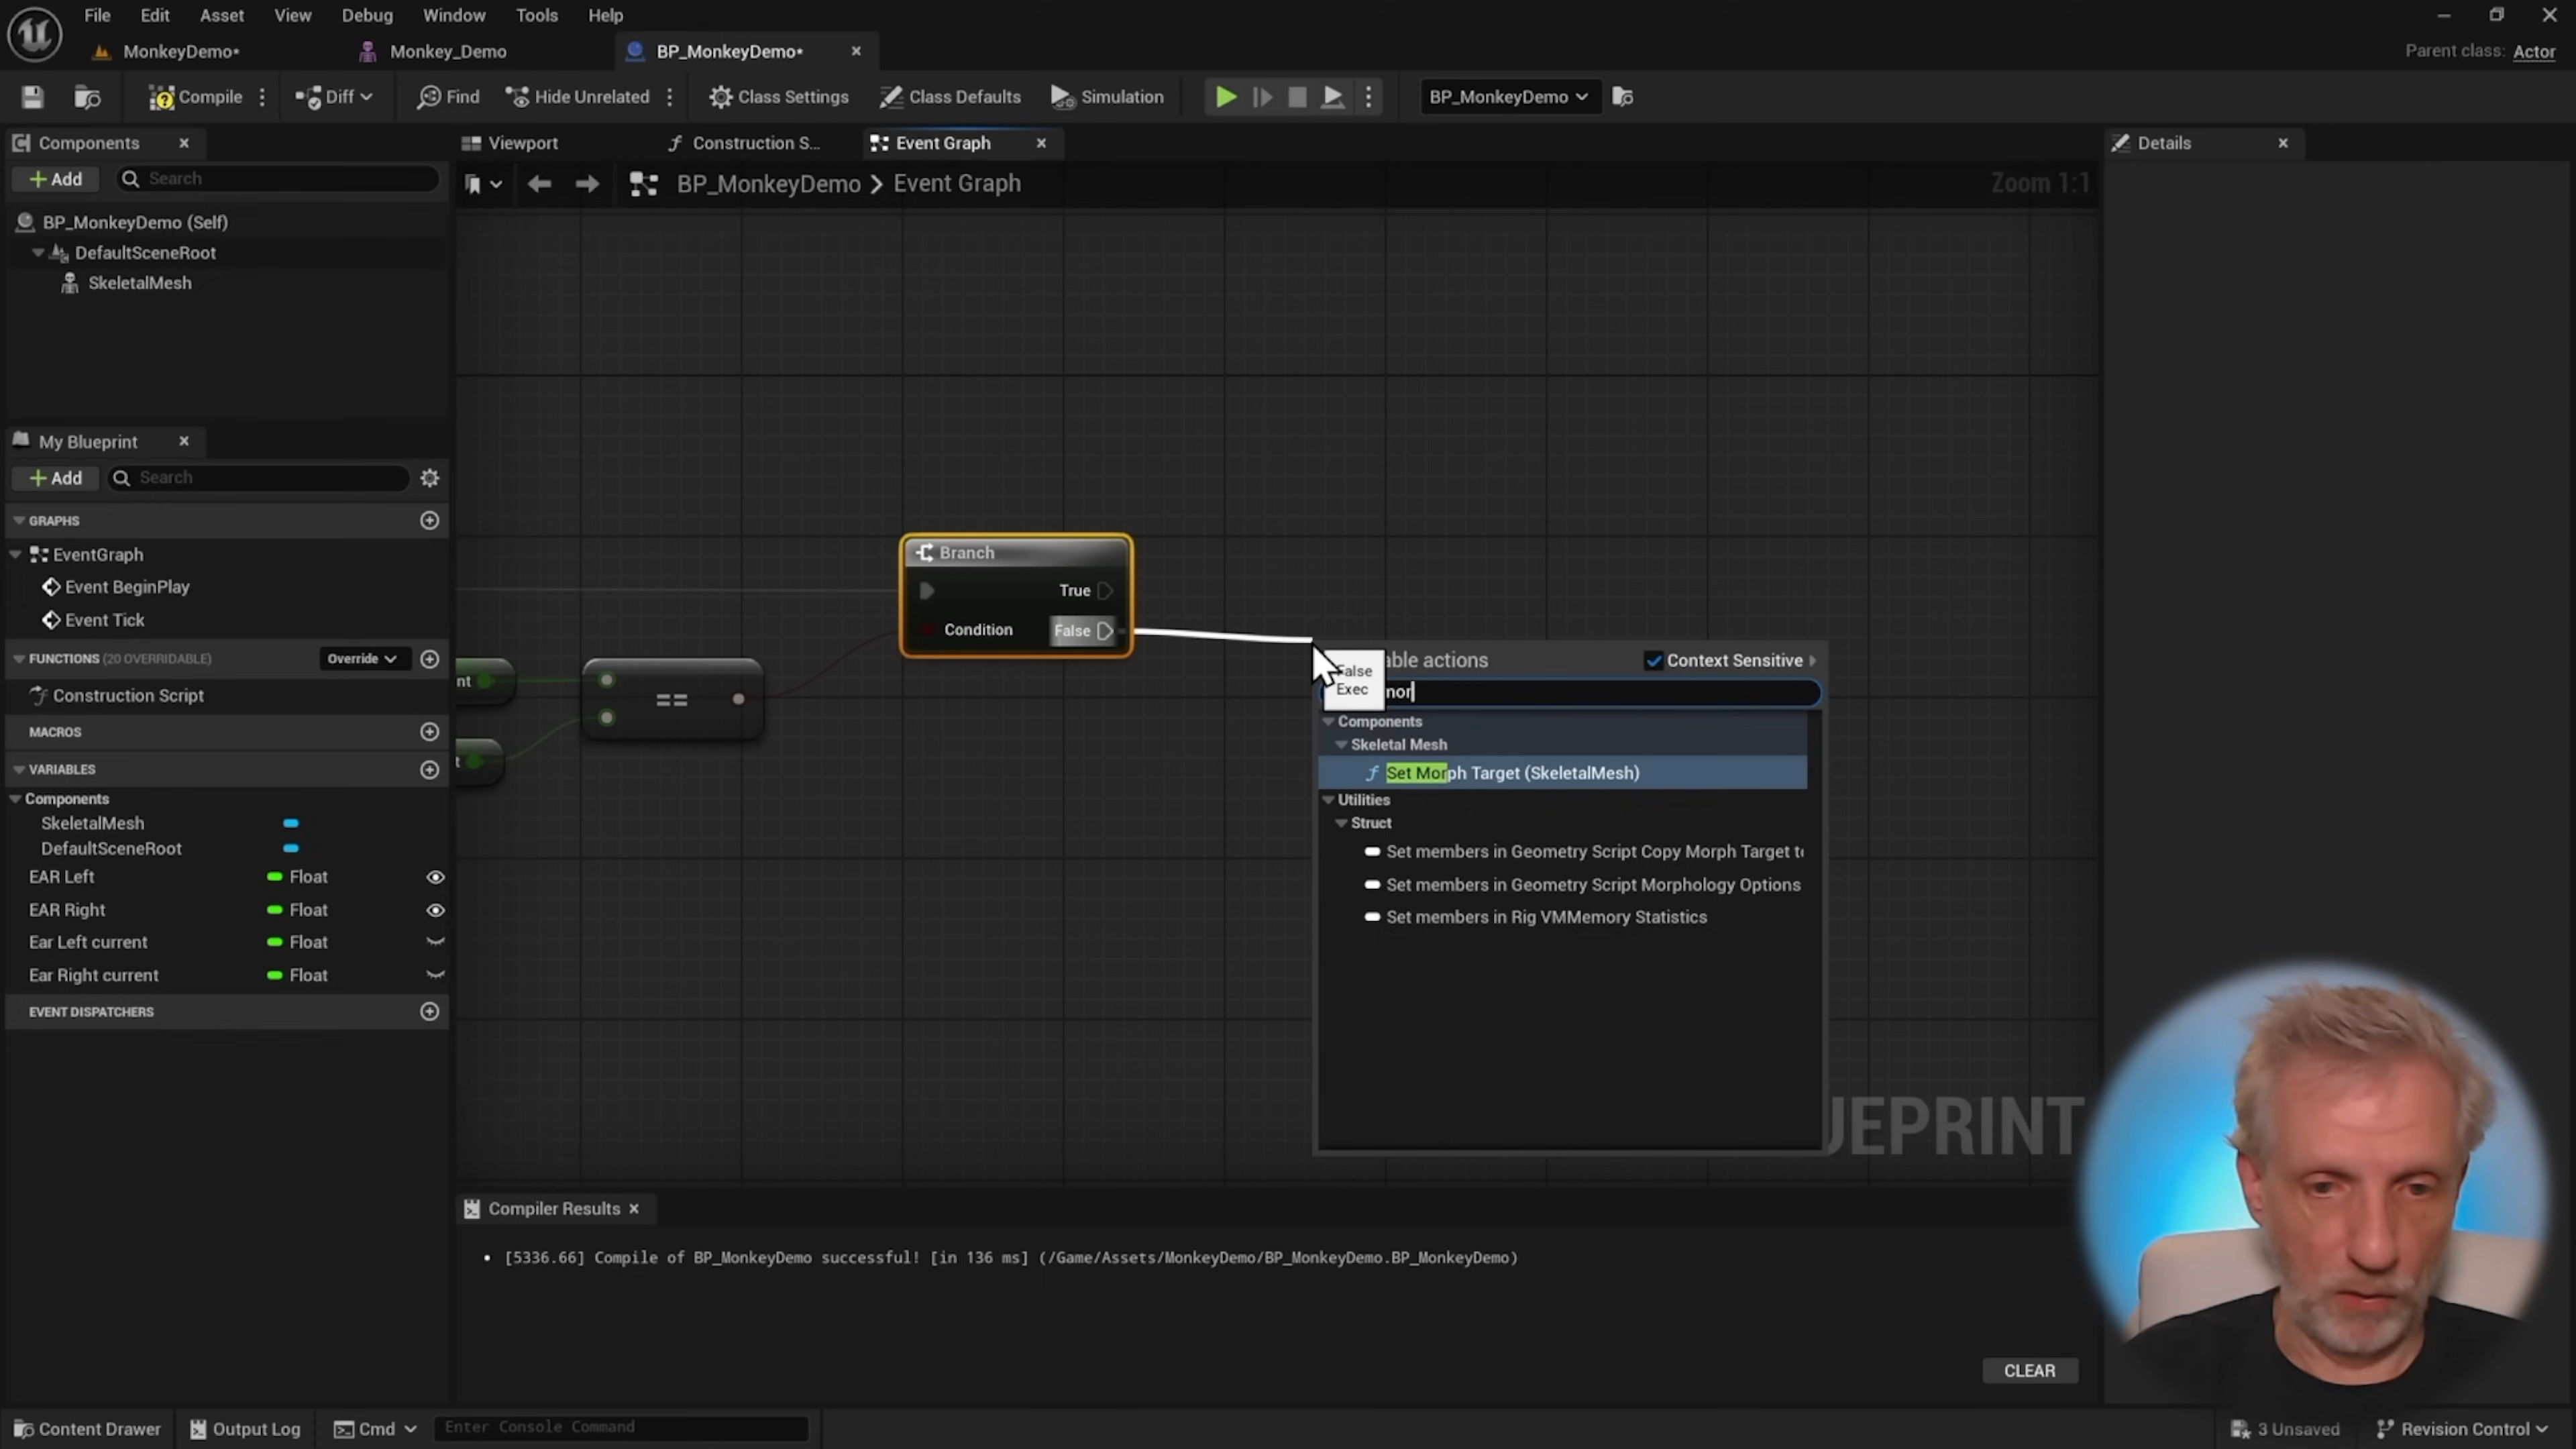 File Edit Asset View Debug Window Tools Help
MonkeyDemo*
Monkey_Demo
BP_MonkeyDemo*
Parent class: Actor
Compile
Diff
Find
Hide Unrelated
Class Settings
Class Defaults
Simulation
BP_MonkeyDemo
Components
Viewport
Construction S...
Event Graph
Details
Add
Search
BP_MonkeyDemo > Event Graph
Zoom 1:1
BP_MonkeyDemo (Self)
DefaultSceneRoot
SkeletalMesh
My Blueprint
Add
Search
GRAPHS
EventGraph
Event BeginPlay
Event Tick
FUNCTIONS (20 OVERRIDABLE)
Override
Construction Script
MACROS
VARIABLES
Components
SkeletalMesh
DefaultSceneRoot
EAR Left Float
EAR Right Float
Ear Left current Float
Ear Right current Float
EVENT DISPATCHERS
Branch
True
Condition False
nt
==
t
able actions
Context Sensitive
False
Exec
mor
Components
Skeletal Mesh
Set Morph Target (SkeletalMesh)
Utilities
Struct
Set members in Geometry Script Copy Morph Target t
Set members in Geometry Script Morphology Options
Set members in Rig VMMemory Statistics
UEPRINT
Compiler Results
• [5336.66] Compile of BP_MonkeyDemo successful! [in 136 ms] (/Game/Assets/MonkeyDemo/BP_MonkeyDemo.BP_MonkeyDemo)
CLEAR
Content Drawer
Output Log
Cmd
Enter Console Command
3 Unsaved
Revision Control